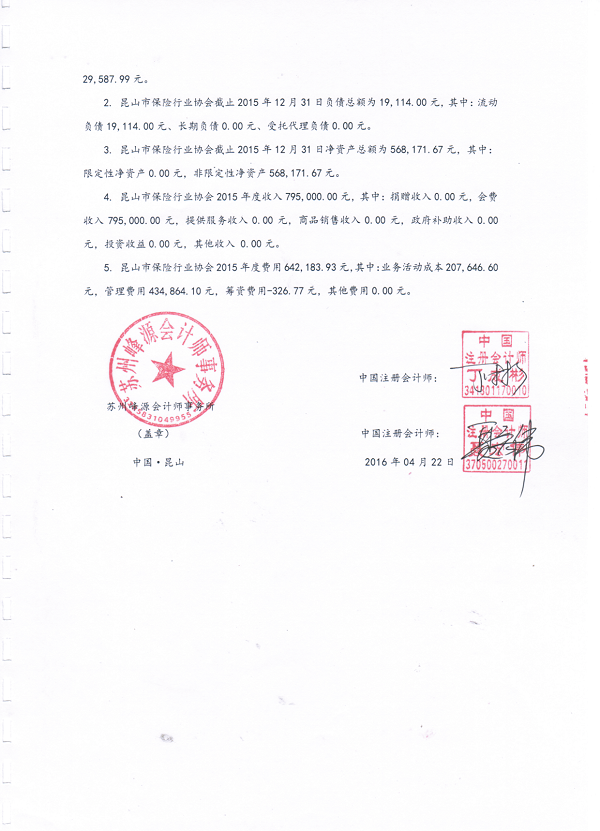 29,587.99 元。
2. 昆山市保险行业协会截止 2015 年 12 月 31 日负债总额为 19,114.00 元,其中:流动
负债 19,114.00 元、长期负债 0.00 元、受托代理负债 0.00 元。
3. 昆山市保险行业协会截止 2015 年 12 月 31 日净资产总额为 568,171.67 元, 其中:
限定性净资产 0.00 元, 非限定性净资产 568,171.67 元。
4. 昆山市保险行业协会 2015 年度收入 795,000.00 元, 其中: 捐赠收入 0.00 元, 会费
收入 795,000.00 元, 提供服务收入 0.00 元, 商品销售收入 0.00 元, 政府补助收入 0.00
元, 投资收益 0.00 元, 其他收入 0.00 元。
5. 昆山市保险行业协会 2015 年度费用 642,183.93 元,其中:业务活动成本 207,646.60
元, 管理费用 434,864.10 元, 筹资费用-326.77 元, 其他费用 0.00 元。
苏州峰源会计师事务所
中国
注册会计师
中国注册会计师:
340301170010
苏州峰源会计师事务所
中国
(盖章)
中国注册会计师:
注册会计师
中国·昆山
2016 年 04 月 22 日
370500270011